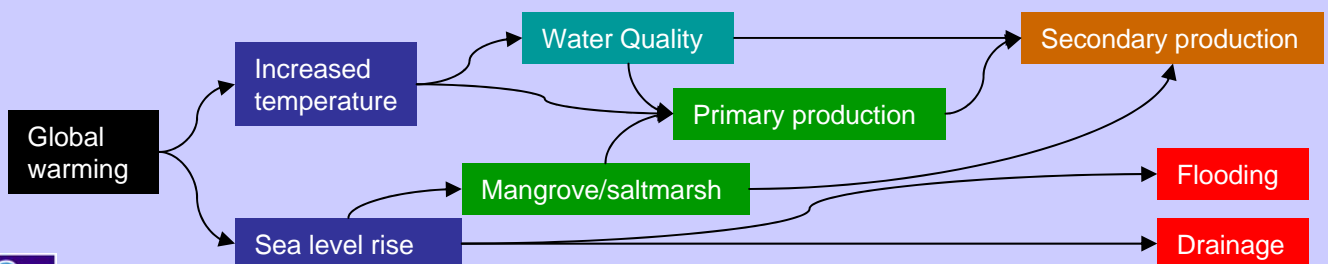 Water Quality
Secondary production
Increased
temperature
Primary production
Global
warming
Mangrove/saltmarsh
Flooding
Sea level rise
Drainage